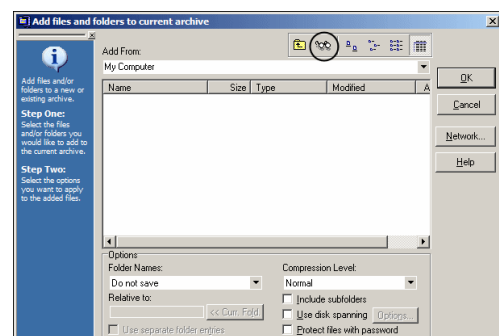 Add files and folders to current archive
Add files and/or
folders to a new or
existing archive.
Step One:
Select the files
and/or folders you
would like to add to
the current archive.
Step Two:
Select the options
you want to apply
to the added files.
Add From:
My Computer
Name Size Type Modified A
OK
Cancel
Network...
Help
Options
Folder Names:
Do not save
Relative to:
<< Curr. Fold
Use separate folder entries
Compression Level:
Normal
Include subfolders
Use disk spanning Options...
Protect files with password